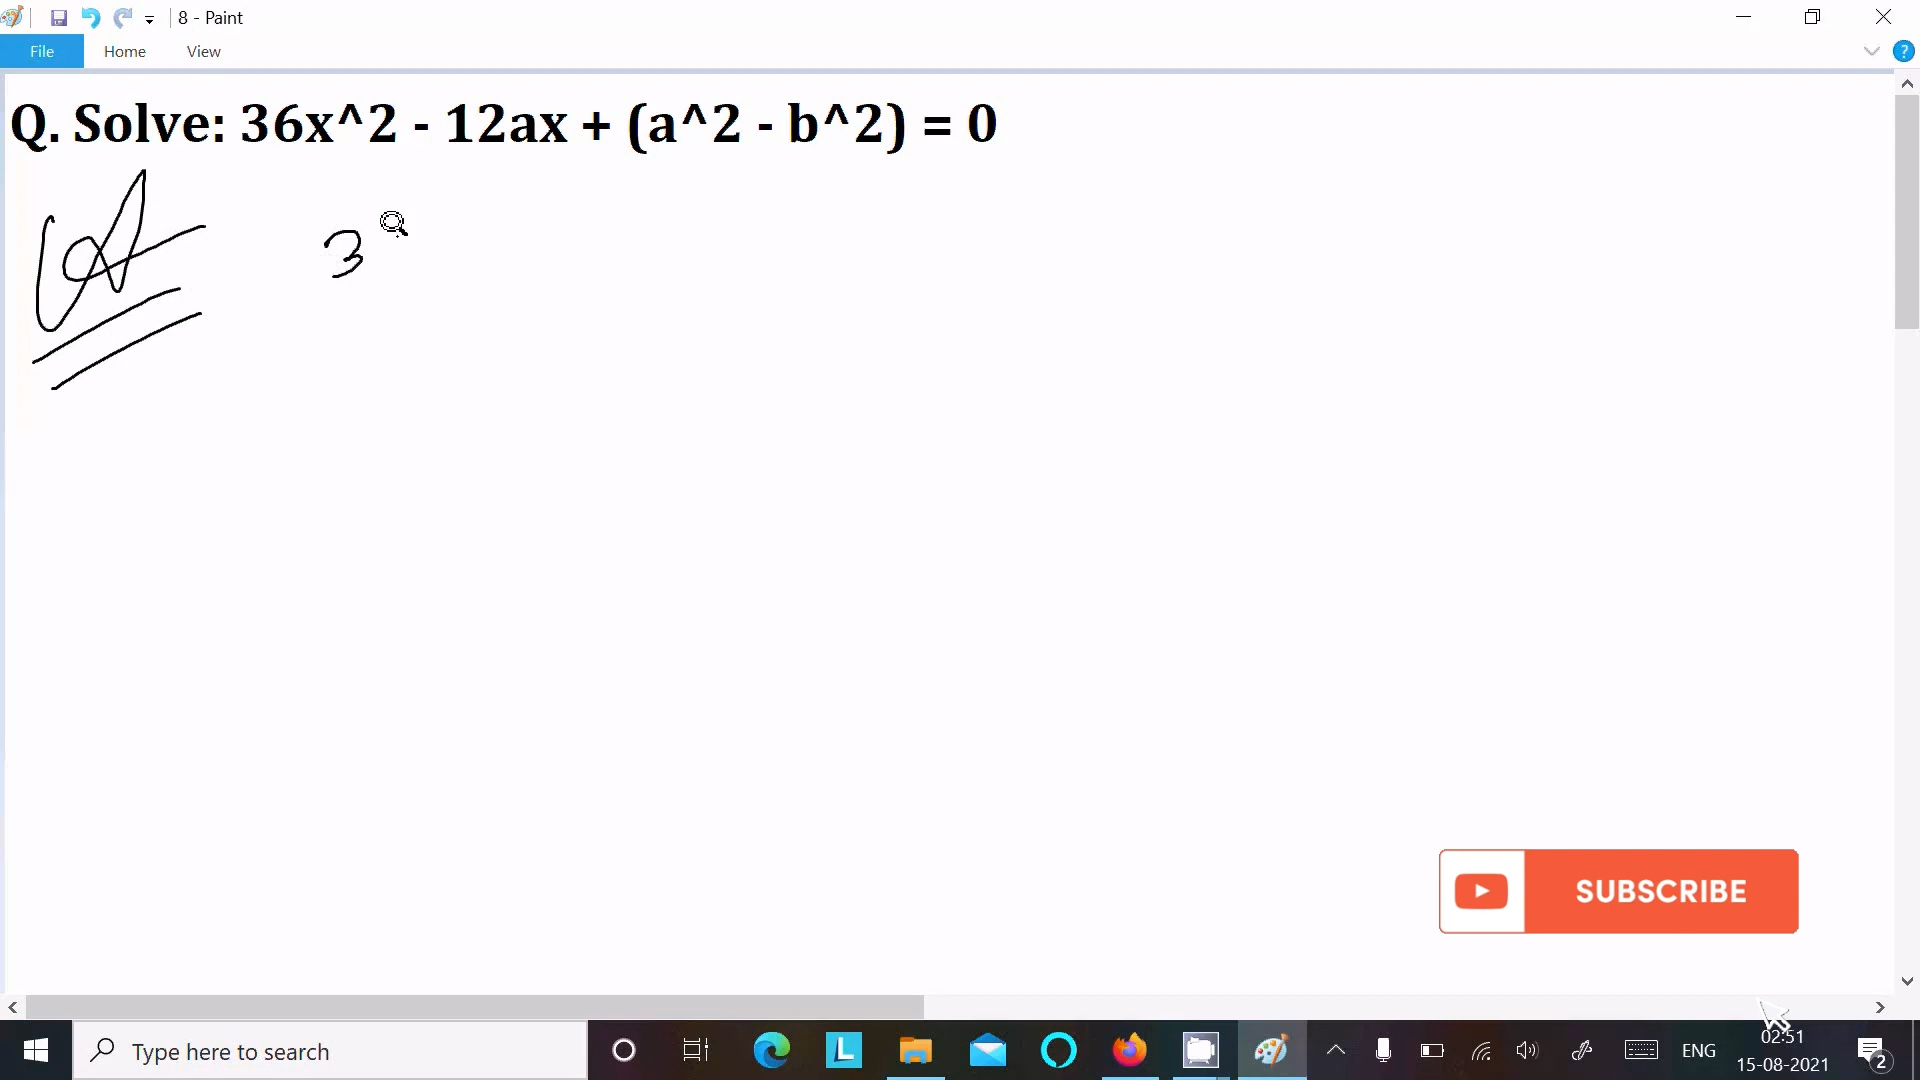 8 - Paint
File Home View
Q. Solve: 36x^2 - 12ax + (a^2 - b^2) = 0
3
SUBSCRIBE
Type here to search
L
ENG
02:51
15-08-2021
2